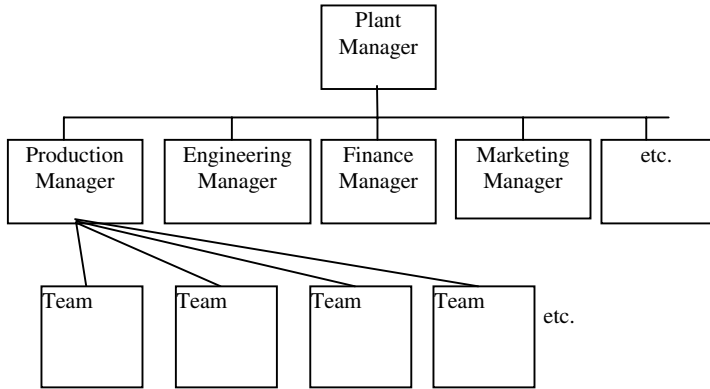 Plant
Manager
Production
Manager
Engineering
Manager
Finance
Manager
Marketing
Manager
etc.
Team
Team
Team
Team
etc.